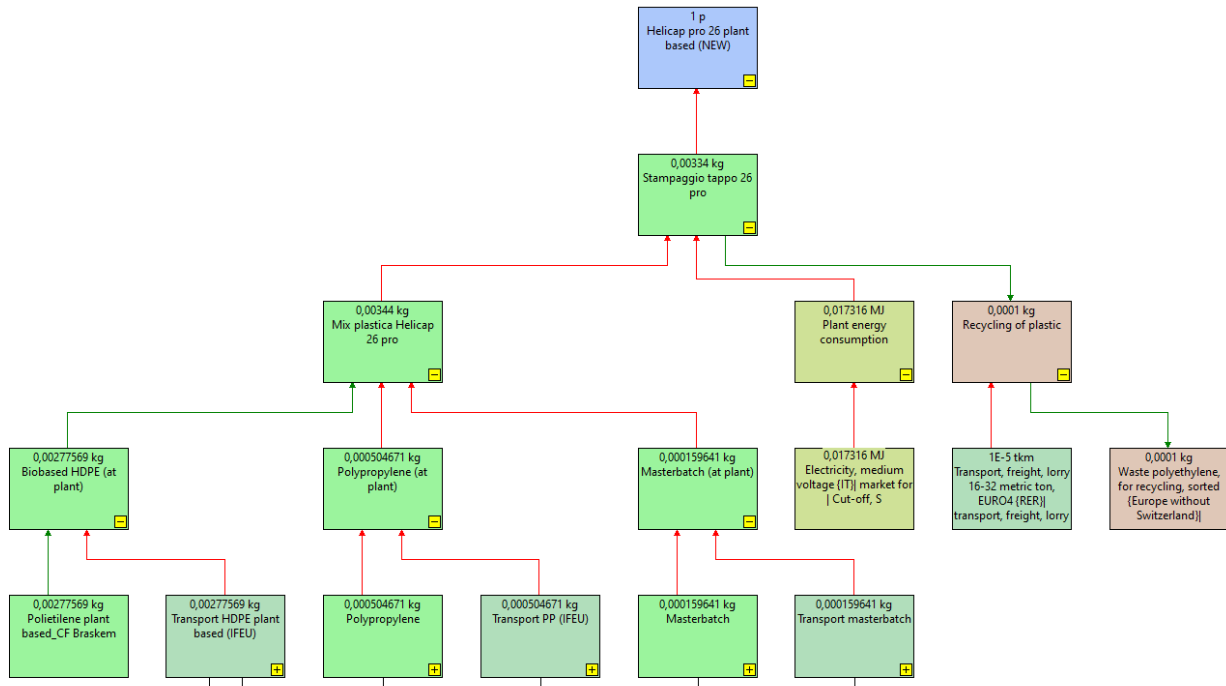 1 p
Helicap pro 26 plant
based (NEW)
0,00334 kg
Stampaggio tappo 26
pro
0,00344 kg
Mix plastica Helicap
26 pro
0,017316 MJ
Plant energy
consumption
0,0001 kg
Recycling of plastic
0,00277569 kg
Biobased HDPE (at
plant)
0,000504671 kg
Polypropylene (at
plant)
0,000159641 kg
Masterbatch (at plant)
0,017316 MJ
Electricity, medium
voltage {IT}| market for
| Cut-off, S
1E-5 tkm
Transport, freight, lorry
16-32 metric ton,
EURO4 {RER}|
transport, freight, lorry
0,0001 kg
Waste polyethylene,
for recycling, sorted
{Europe without
Switzerland}|
0,00277569 kg
Polietilene plant
based_CF Braskem
0,00277569 kg
Transport HDPE plant
based (IFEU)
0,000504671 kg
Polypropylene
0,000504671 kg
Transport PP (IFEU)
0,000159641 kg
Masterbatch
0,000159641 kg
Transport masterbatch